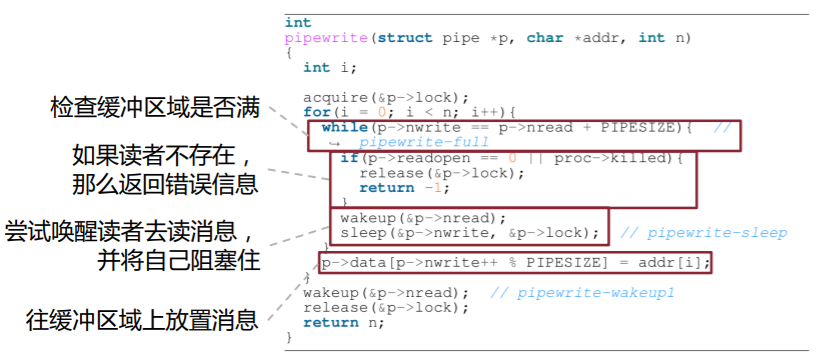 int
pipewrite(struct pipe *p, char *addr, int n)
{
int i;
acquire(&p->lock);
for(i = 0; i < n; i++){
while(p->nwrite == p->nread + PIPESIZE){  //
↪ pipewrite-full
if(p->readopen == 0 || proc->killed){
release(&p->lock);
return -1;
}
wakeup(&p->nread);
sleep(&p->nwrite, &p->lock);  // pipewrite-sleep
}
p->data[p->nwrite++ % PIPESIZE] = addr[i];
}
wakeup(&p->nread);  // pipewrite-wakeup1
release(&p->lock);
return n;
}
检查缓冲区域是否满
如果读者不存在，
那么返回错误信息
尝试唤醒读者去读消息，
并将自己阻塞住
往缓冲区域上放置消息